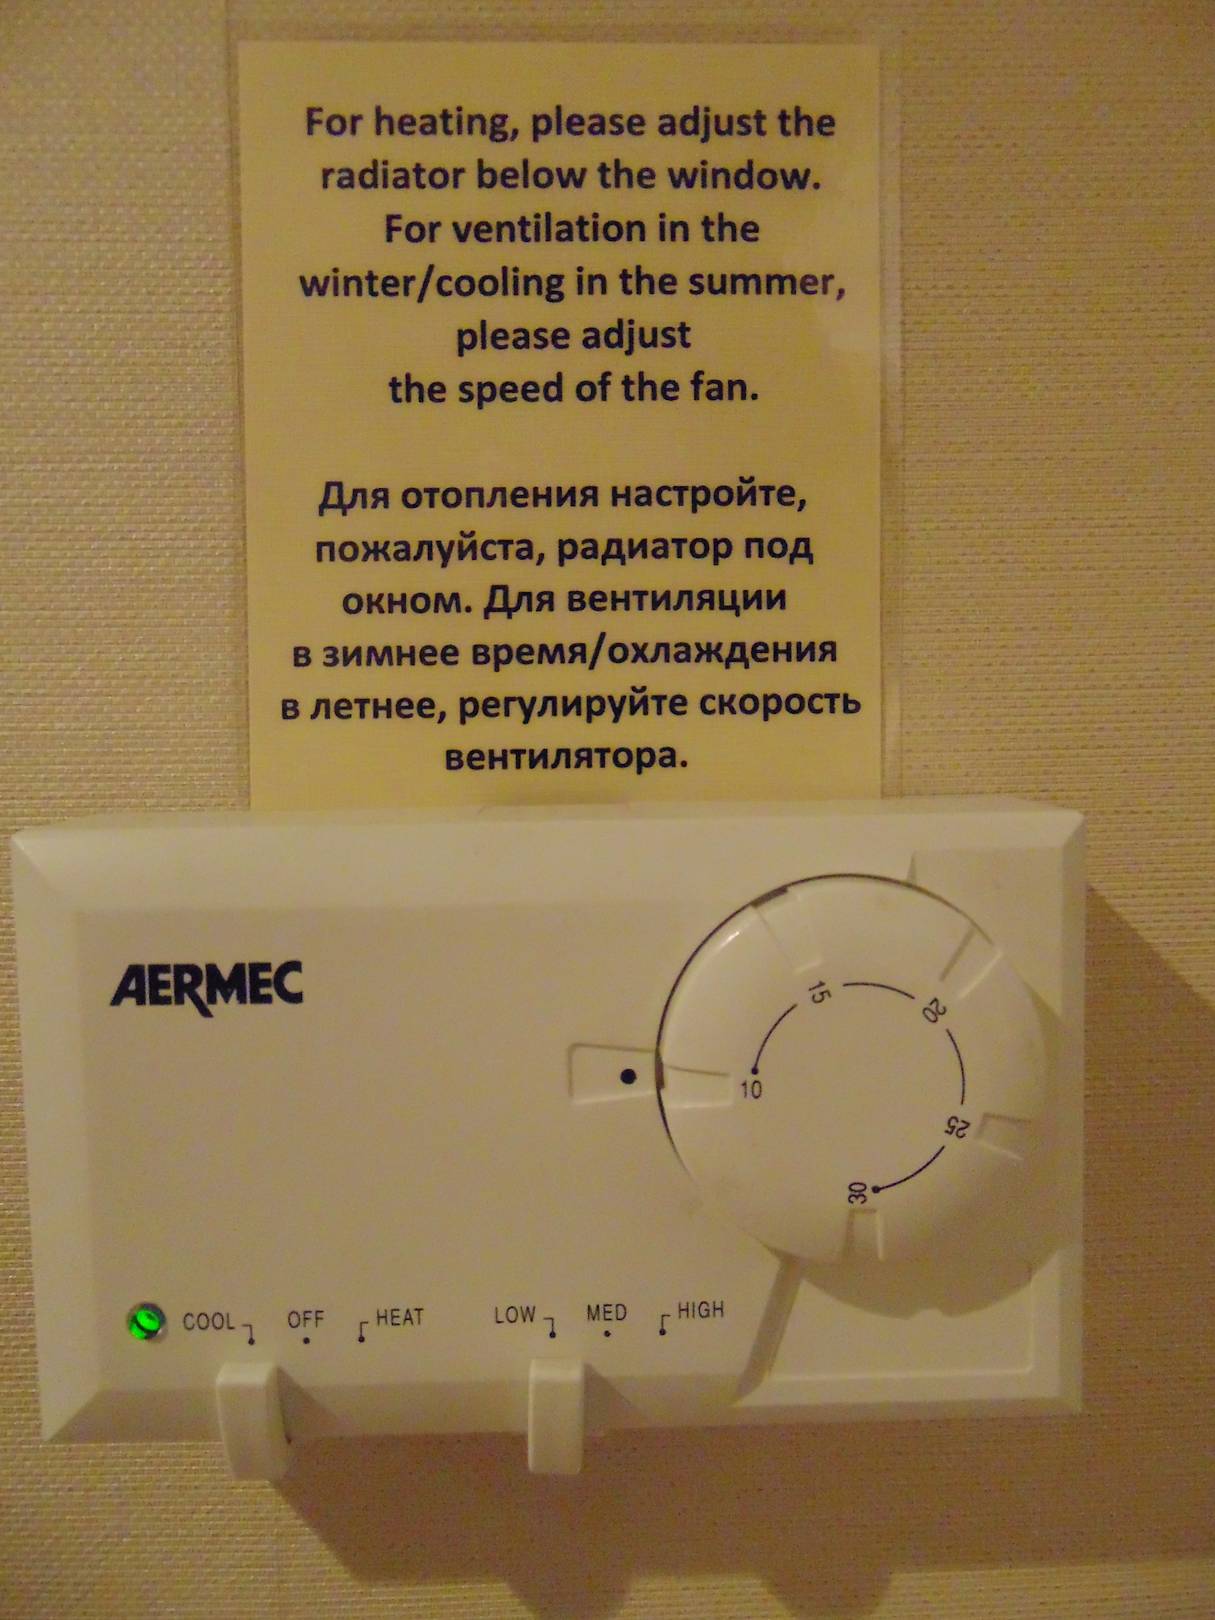 For heating, please adjust the
radiator below the window.
For ventilation in the
winter/cooling in the summer,
please adjust
the speed of the fan.
Для отопления настройте,
пожалуйста, радиатор под
окном. Для вентиляции
в зимнее время/охлаждения
в летнее, регулируйте скорость
вентилятора.
AERMEC
10 15 20 25 30
COOL OFF HEAT LOW MED HIGH